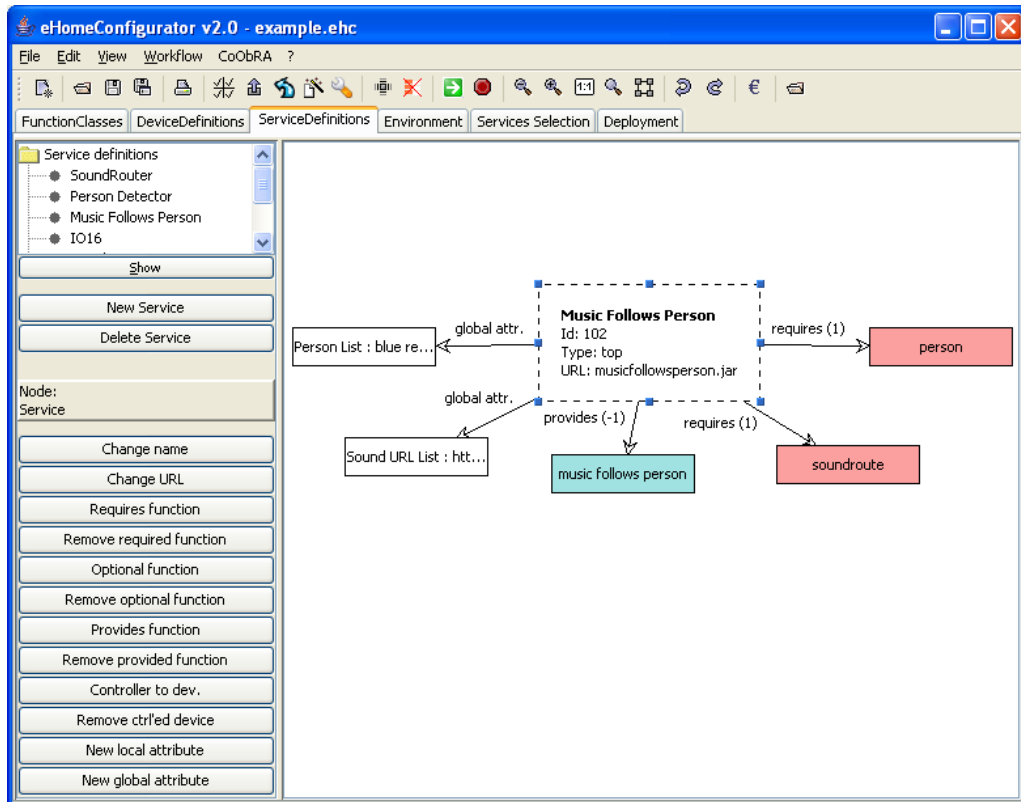 eHomeConfigurator v2.0 - example.ehc
File Edit View Workflow CoObRA ?
1:1 €
FunctionClasses DeviceDefinitions ServiceDefinitions Environment Services Selection Deployment
Service definitions
SoundRouter
Person Detector
Music Follows Person
IO16
Show
New Service
Delete Service
Node:
Service
Change name
Change URL
Requires function
Remove required function
Optional function
Remove optional function
Provides function
Remove provided function
Controller to dev.
Remove ctrl'ed device
New local attribute
New global attribute
Music Follows Person
Id: 102
Type: top
URL: musicfollowsperson.jar
global attr.
requires (1)
Person List : blue re...
person
global attr.
provides (-1)
requires (1)
Sound URL List : htt...
music follows person
soundroute